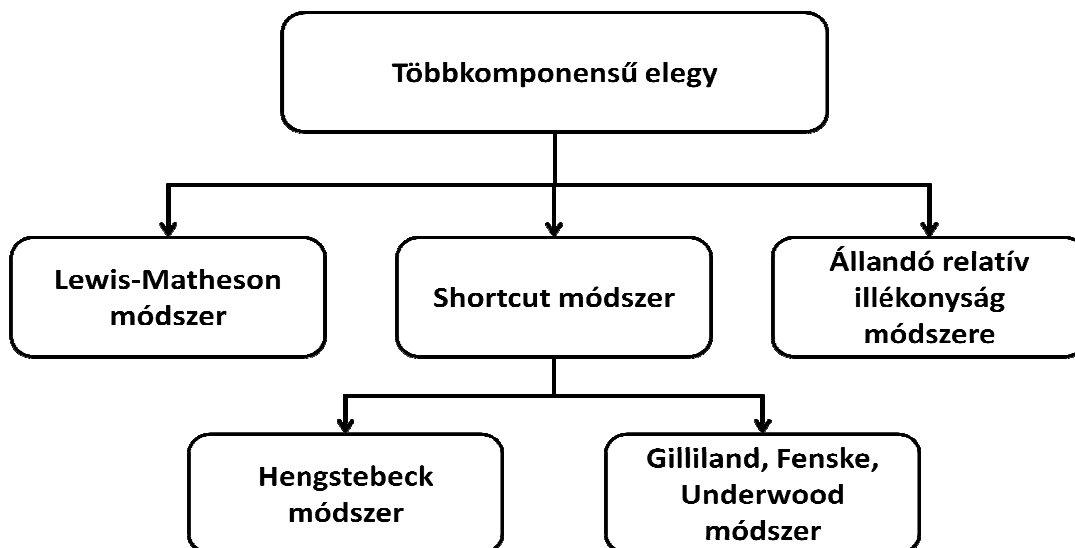 Többkomponensű elegy
Lewis-Matheson
módszer
Shortcut módszer
Állandó relatív
illékonyság
módszere
Hengstebeck
módszer
Gilliland, Fenske,
Underwood
módszer